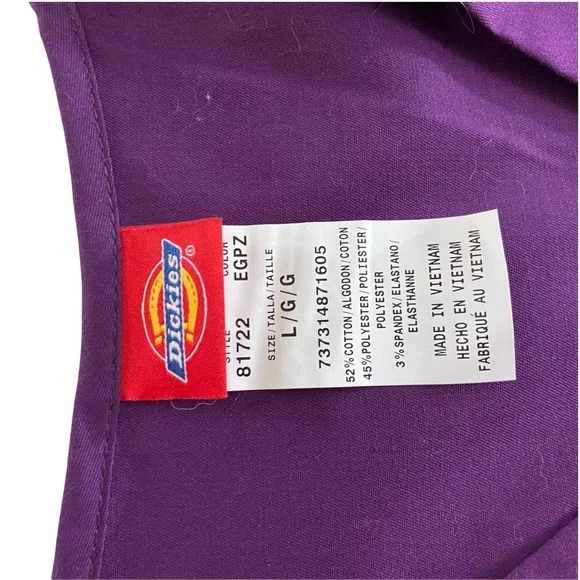 Dickies
®
STYLE COLOR
81722 EGPZ
SIZE/TALLA/TAILLE
L/G/G
737314871605
52%COTTON/ALGODON/COTON
45%POLYESTER/POLIESTER/
POLYESTER
3%SPANDEX/ELASTANO/
ELASTHANNE
MADE IN VIETNAM
HECHO EN VIETNAM
FABRIQUÉ AU VIETNAM